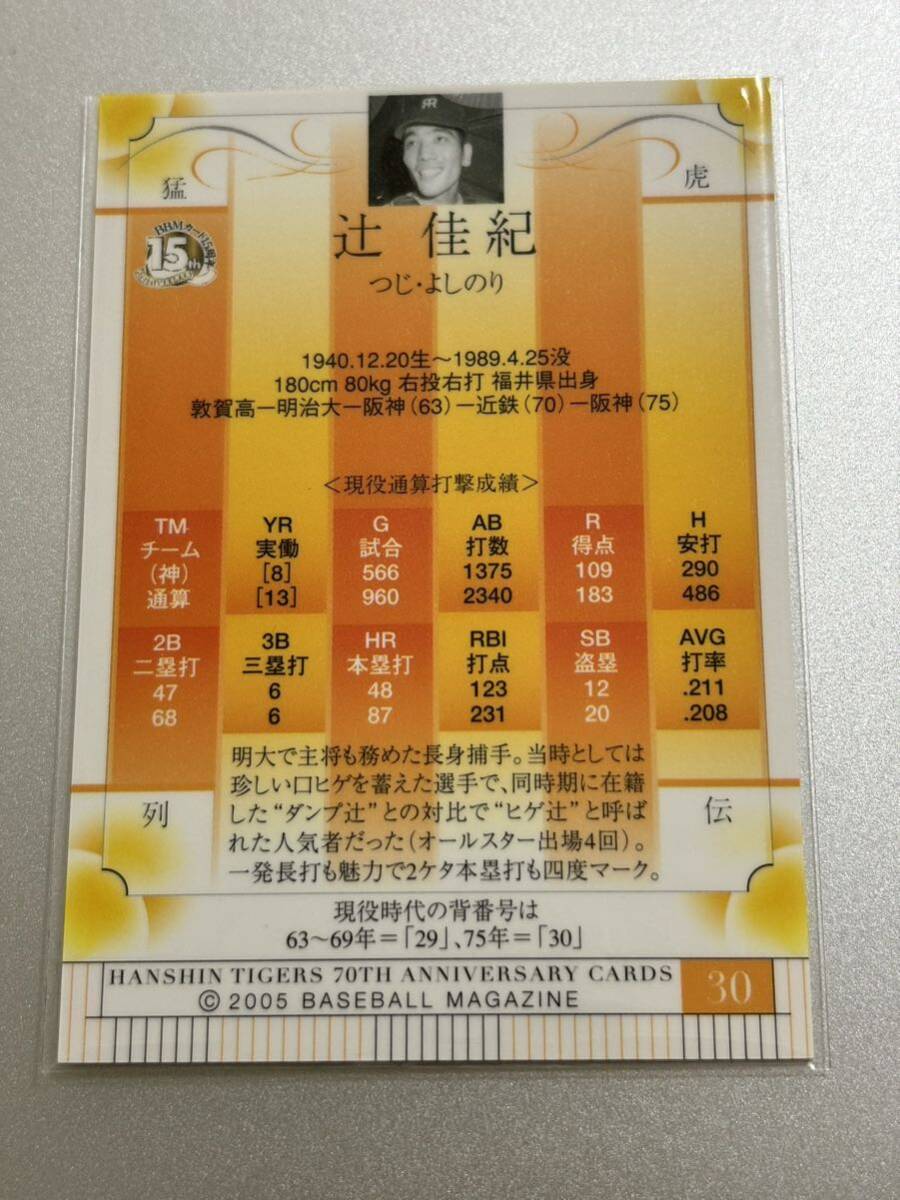 猛
虎
BBMカード15周年
15th
ANNIVERSARY
辻 佳紀
つじ・よしのり
1940.12.20生〜1989.4.25没
180cm 80kg 右投右打 福井県出身
敦賀高ー明治大ー阪神(63)ー近鉄(70)ー阪神(75)
<現役通算打撃成績>
TM YR G AB R H
チーム 実働 試合 打数 得点 安打
(神) [8] 566 1375 109 290
通算 [13] 960 2340 183 486
2B 3B HR RBI SB AVG
二塁打 三塁打 本塁打 打点 盗塁 打率
47 6 48 123 12 .211
68 6 87 231 20 .208
明大で主将も務めた長身捕手。当時としては
珍しい口ヒゲを蓄えた選手で、同時期に在籍
した“ダンプ辻”との対比で“ヒゲ辻”と呼ば
れた人気者だった(オールスター出場4回)。
一発長打も魅力で2ケタ本塁打も四度マーク。
列
伝
現役時代の背番号は
63〜69年=「29」、75年=「30」
HANSHIN TIGERS 70TH ANNIVERSARY CARDS
© 2005 BASEBALL MAGAZINE
30